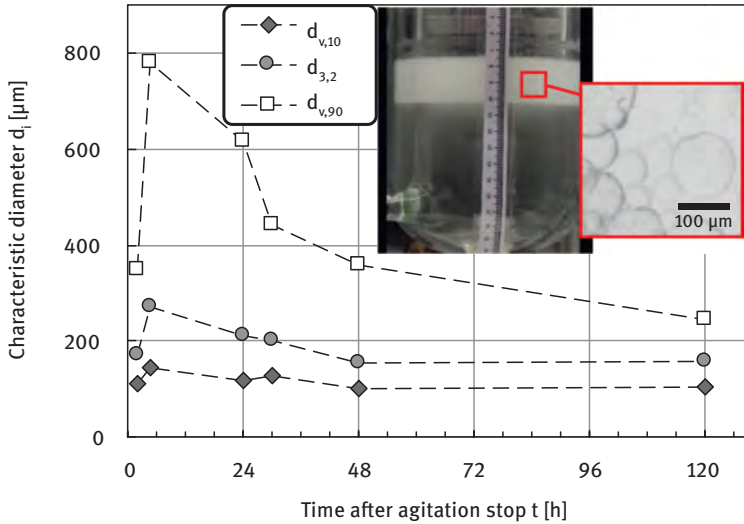 Characteristic diameter dᵢ [µm]
800
600
400
200
0
0
24
48
72
96
120
Time after agitation stop t [h]
d_v,10
d_3,2
d_v,90
100 µm